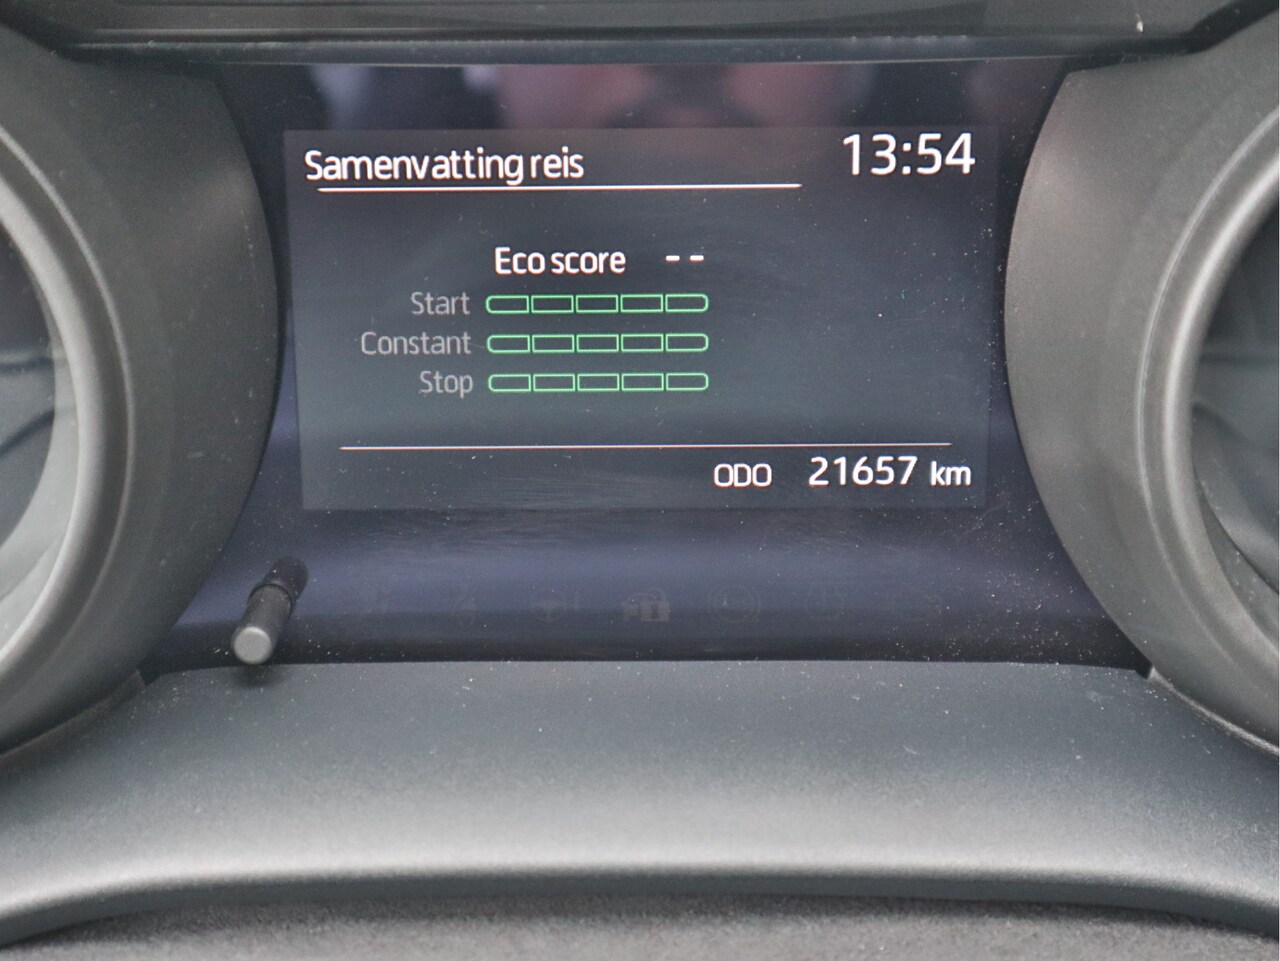 Samenvatting reis 13:54
Eco score --
Start
Constant
Stop
ODO 21657 km